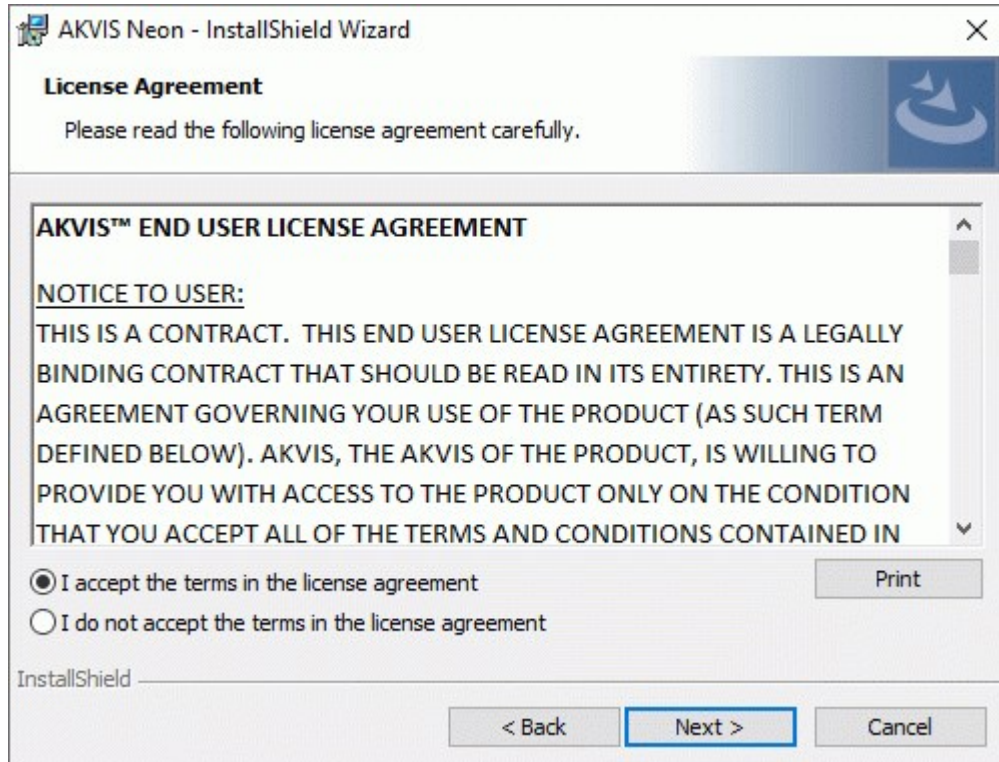 AKVIS Neon - InstallShield Wizard
License Agreement
Please read the following license agreement carefully.
AKVIS™ END USER LICENSE AGREEMENT
NOTICE TO USER:
THIS IS A CONTRACT.  THIS END USER LICENSE AGREEMENT IS A LEGALLY
BINDING CONTRACT THAT SHOULD BE READ IN ITS ENTIRETY. THIS IS AN
AGREEMENT GOVERNING YOUR USE OF THE PRODUCT (AS SUCH TERM
DEFINED BELOW). AKVIS, THE AKVIS OF THE PRODUCT, IS WILLING TO
PROVIDE YOU WITH ACCESS TO THE PRODUCT ONLY ON THE CONDITION
THAT YOU ACCEPT ALL OF THE TERMS AND CONDITIONS CONTAINED IN
I accept the terms in the license agreement
Print
I do not accept the terms in the license agreement
InstallShield
< Back
Next >
Cancel